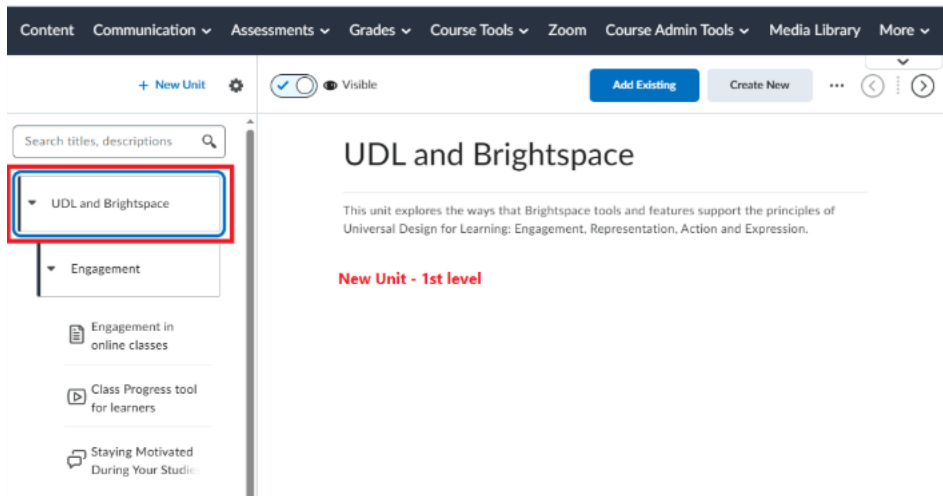 Content Communication Assessments Grades Course Tools Zoom Course Admin Tools Media Library More
+ New Unit
Visible
Add Existing
Create New
Search titles, descriptions
UDL and Brightspace
Engagement
Engagement in
online classes
Class Progress tool
for learners
Staying Motivated
During Your Studie
UDL and Brightspace
This unit explores the ways that Brightspace tools and features support the principles of
Universal Design for Learning: Engagement, Representation, Action and Expression.
New Unit - 1st level